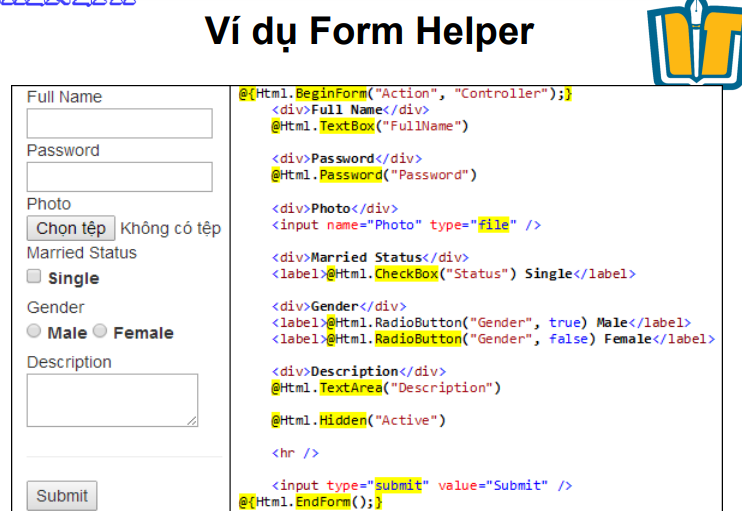 Ví dụ Form Helper
Full Name
Password
Photo
Chọn tệp Không có tệp
Married Status
Single
Gender
Male Female
Description
Submit
@{Html.BeginForm("Action", "Controller");}
<div>Full Name</div>
@Html.TextBox("FullName")
<div>Password</div>
@Html.Password("Password")
<div>Photo</div>
<input name="Photo" type="file" />
<div>Married Status</div>
<label>@Html.CheckBox("Status") Single</label>
<div>Gender</div>
<label>@Html.RadioButton("Gender", true) Male</label>
<label>@Html.RadioButton("Gender", false) Female</label>
<div>Description</div>
@Html.TextArea("Description")
@Html.Hidden("Active")
<hr />
<input type="submit" value="Submit" />
@{Html.EndForm();}